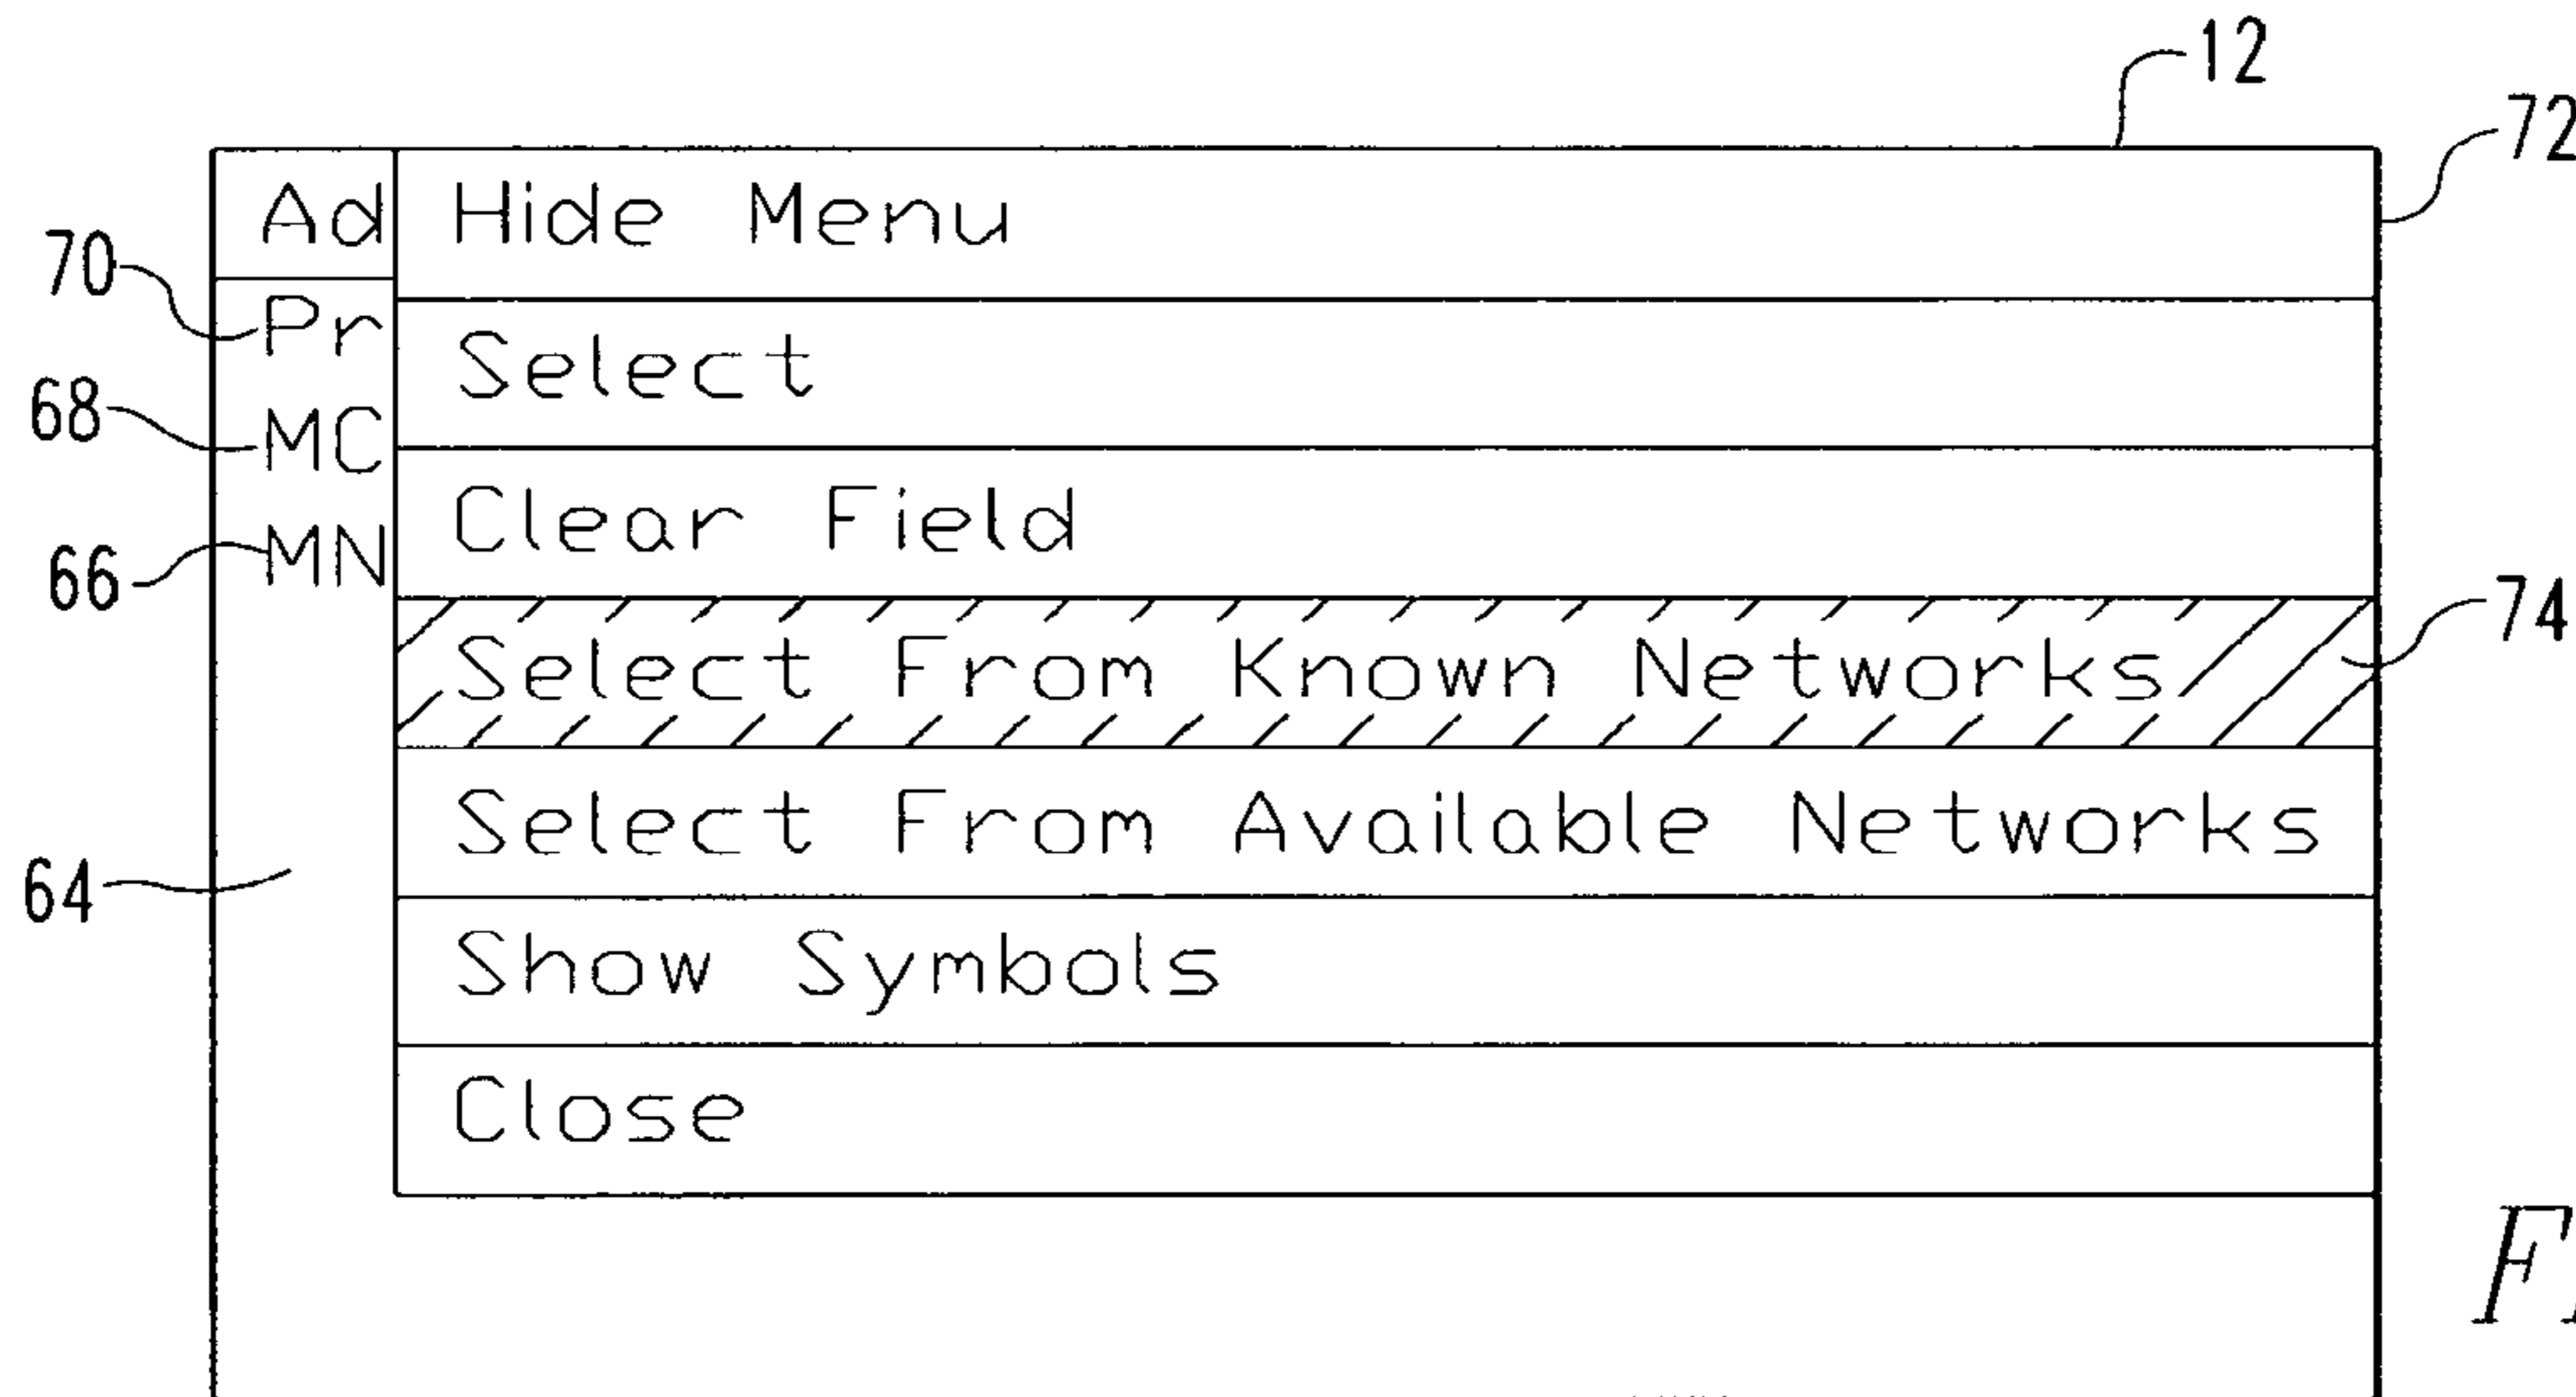 12
72
Ad Hide Menu
70
Pr
Select
68
MC
Clear Field
66
MN
74
Select From Known Networks
Select From Available Networks
64
Show Symbols
Close